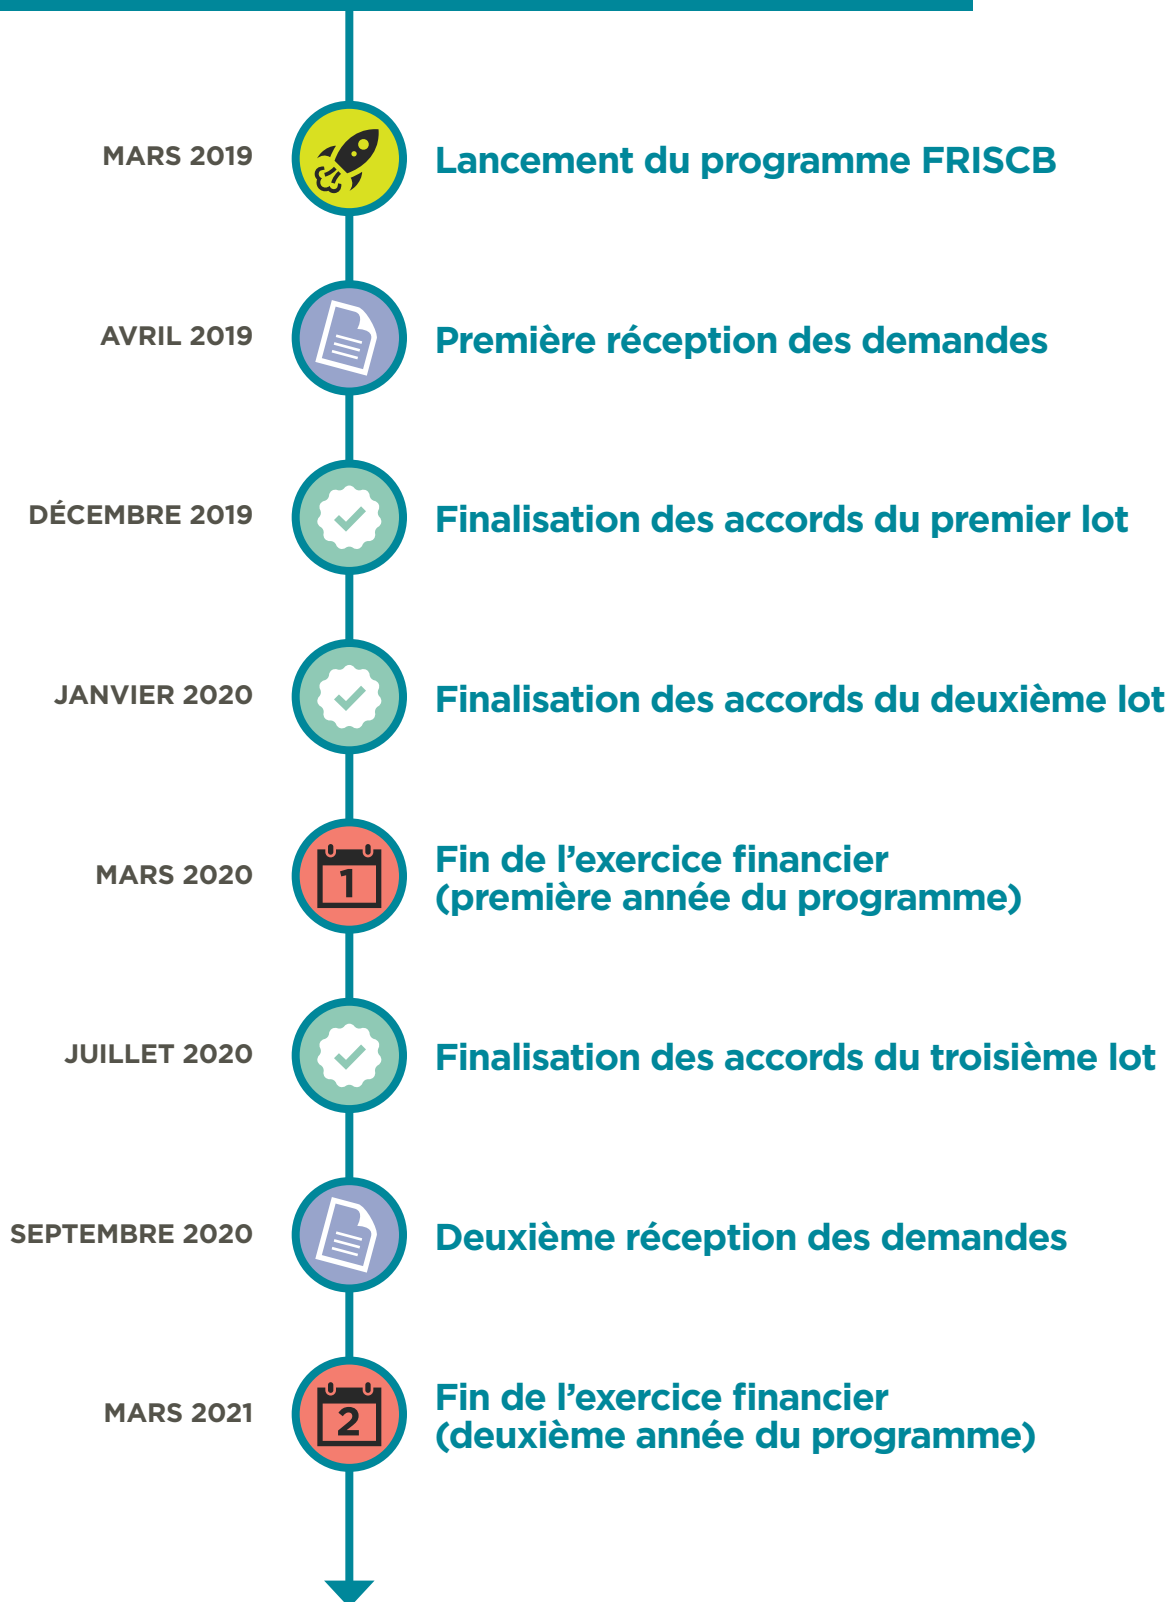 MARS 2019
Lancement du programme FRISCB
AVRIL 2019
Première réception des demandes
DÉCEMBRE 2019
Finalisation des accords du premier lot
JANVIER 2020
Finalisation des accords du deuxième lot
MARS 2020
1
Fin de l’exercice financier
(première année du programme)
JUILLET 2020
Finalisation des accords du troisième lot
SEPTEMBRE 2020
Deuxième réception des demandes
MARS 2021
2
Fin de l’exercice financier
(deuxième année du programme)